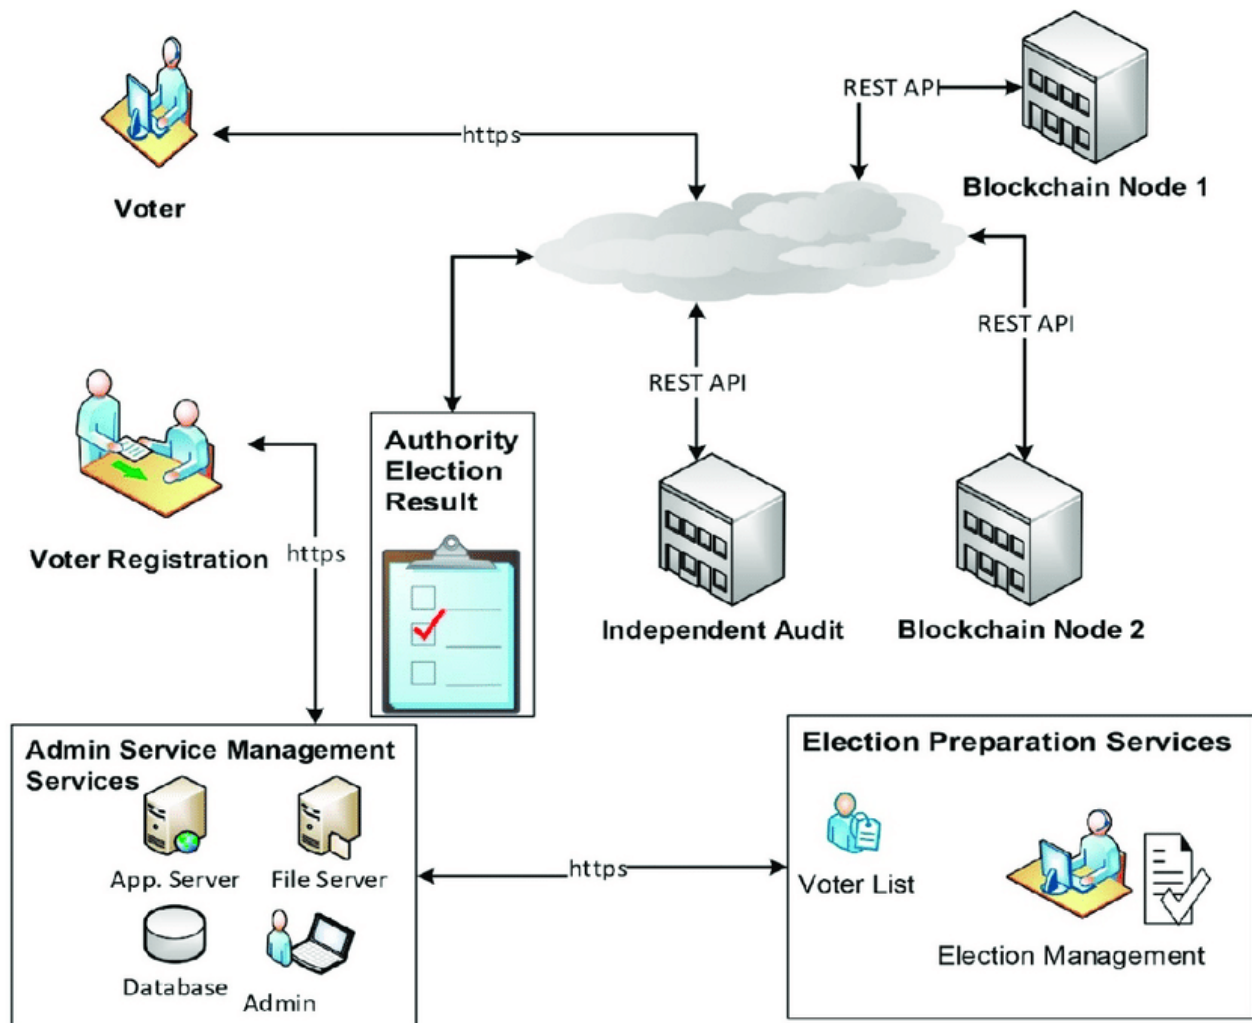 REST API
https
Blockchain Node 1
Voter
REST API
REST API
Authority
Election
Result
Voter Registration
https
Independent Audit
Blockchain Node 2
Admin Service Management
Services
App. Server
File Server
Database
Admin
https
Election Preparation Services
Voter List
Election Management